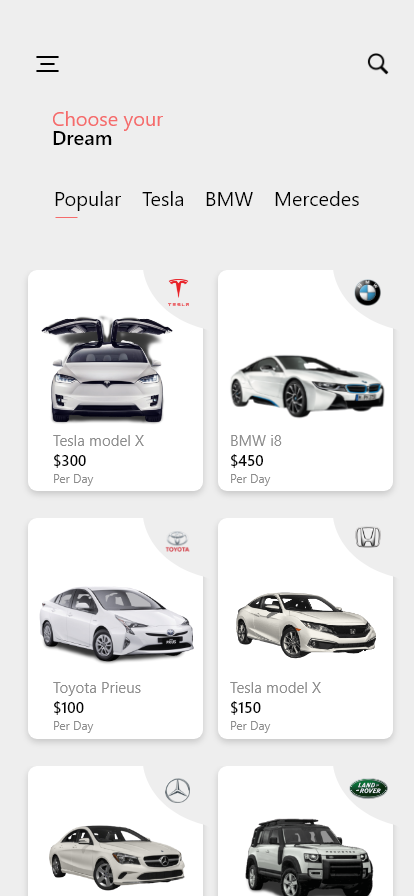 Choose your
Dream
Popular Tesla BMW Mercedes
TESLA
Tesla model X
$300
Per Day
BMW i8
$450
Per Day
TOYOTA
Toyota Prieus
$100
Per Day
Tesla model X
$150
Per Day
LAND-
ROVER